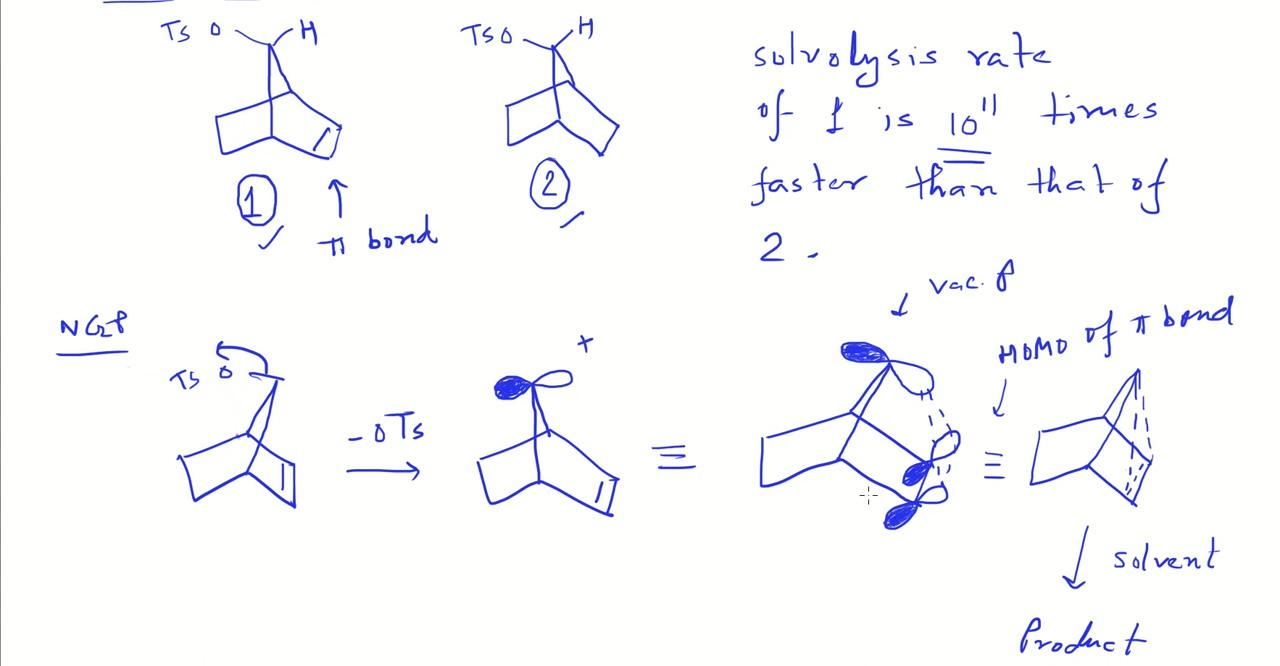 Ts O H
TSO H
solvolysis rate
of 1 is 10¹¹ times
faster than that of
2.
1
2
π bond
NGP
Ts O
- OTs
+
≡
vac. p
HOMO of π bond
≡
solvent
Product